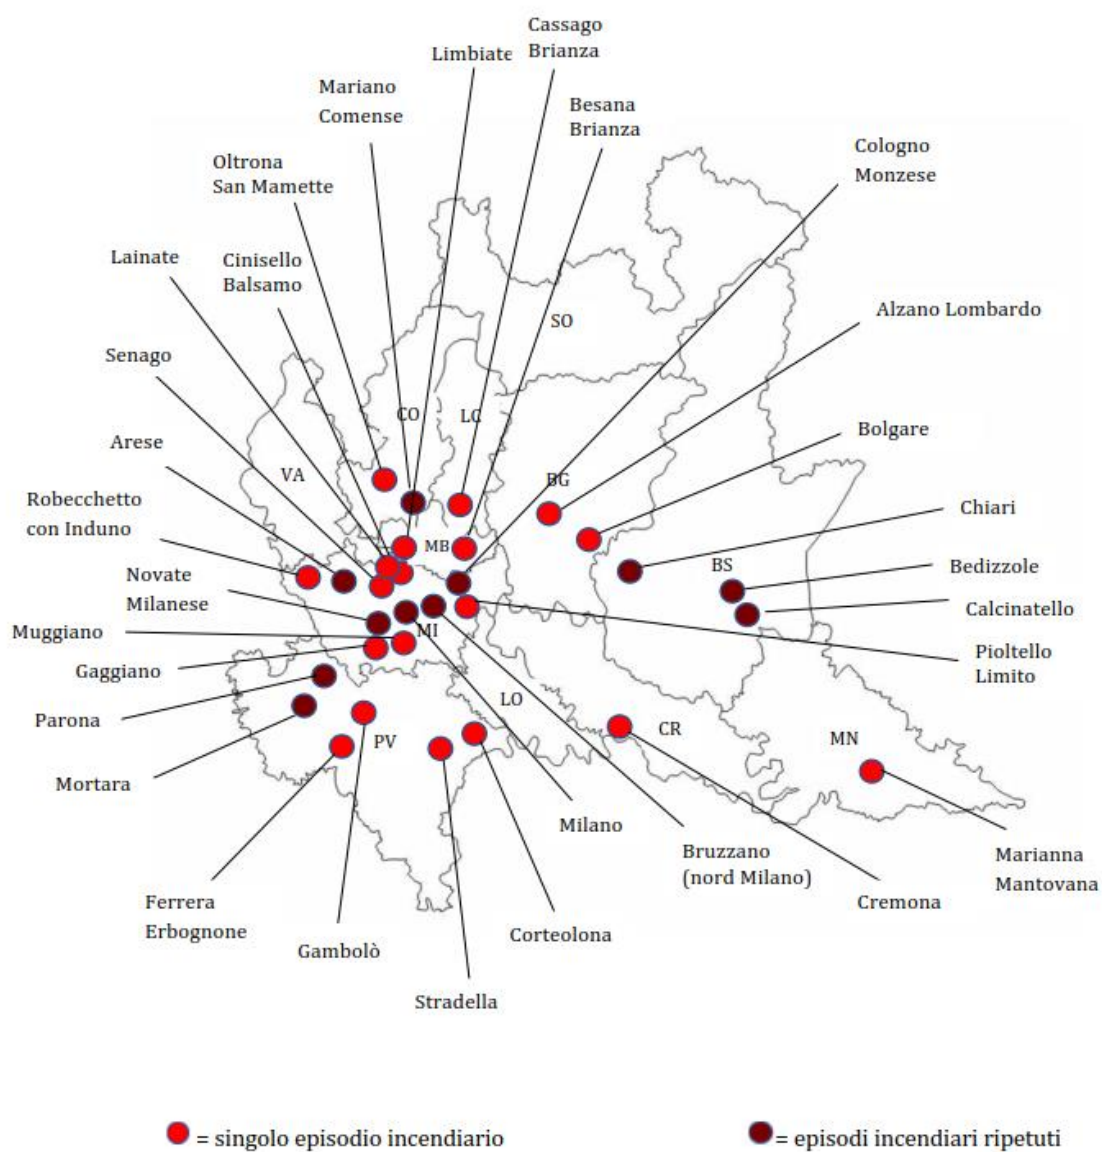 Cassago
Brianza
Limbiate
Mariano
Comense
Besana
Brianza
Cologno
Monzese
Oltrona
San Mamette
Lainate
Cinisello
Balsamo
Alzano Lombardo
SO
Senago
CO
LC
Arese
Bolgare
VA
BG
Robecchetto
con Induno
Chiari
MB
BS
Bedizzole
Novate
Milanese
Calcinatello
Muggiano
MI
Pioltello
Limito
Gaggiano
LO
Parona
CR
PV
MN
Mortara
Milano
Bruzzano
(nord Milano)
Marianna
Mantovana
Ferrera
Erbognone
Cremona
Gambolò
Corteolona
Stradella
= singolo episodio incendiario
= episodi incendiari ripetuti